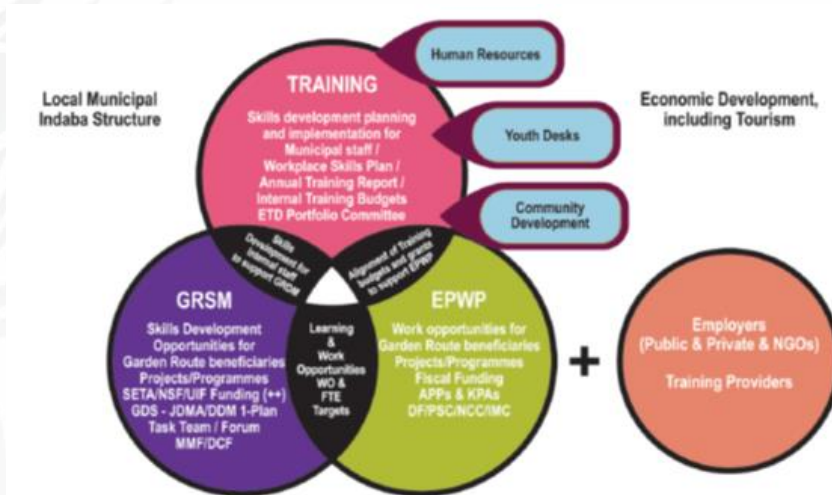 Local Municipal
Indaba Structure
TRAINING
Skills development planning
and implementation for
Municipal staff /
Workplace Skills Plan /
Annual Training Report /
Internal Training Budgets
ETD Portfolio Committee
Human Resources
Youth Desks
Community
Development
Economic Development,
including Tourism
Skills
Development for
internal staff
to support GRDM
Alignment of Training
budgets and grants
to support EPWP
GRSM
Skills Development
Opportunities for
Garden Route beneficiaries
Projects/Programmes
SETA/NSF/UIF Funding (++)
GDS - JDMA/DDM 1-Plan
Task Team / Forum
MMF/DCF
Learning
&
Work
Opportunities
WO &
FTE
Targets
EPWP
Work opportunities for
Garden Route beneficiaries
Projects/Programmes
Fiscal Funding
APPs & KPAs
DF/PSC/NCC/IMC
+
Employers
(Public & Private & NGOs)
Training Providers